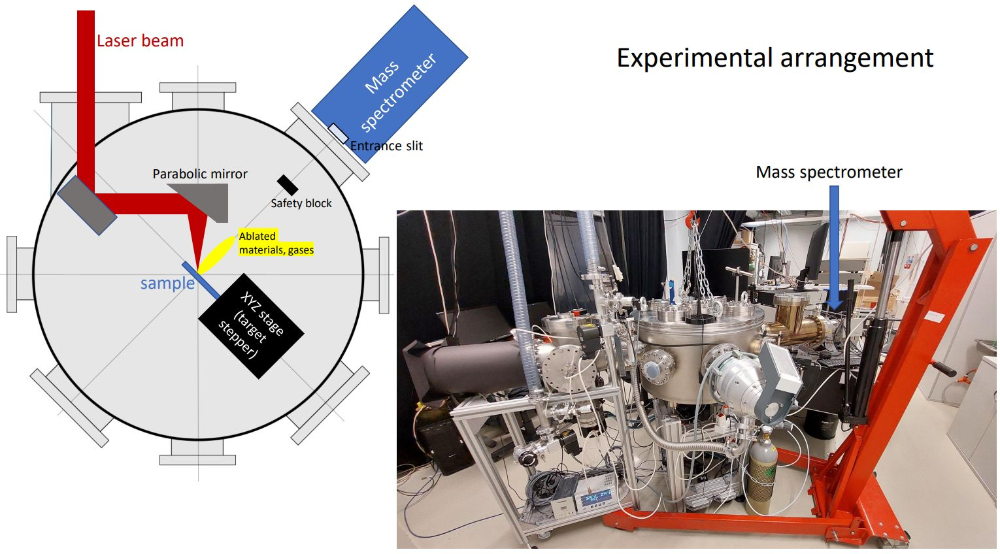 Experimental arrangement
Laser beam
Mass
spectrometer
Entrance slit
Parabolic mirror
Safety block
Ablated
materials, gases
sample
XYZ stage
(target
stepper)
Mass spectrometer